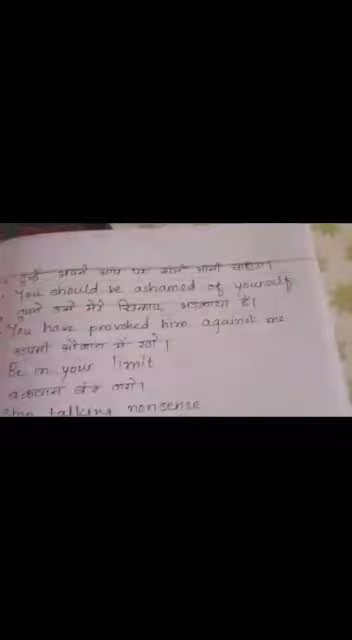 तुम्हें अपने आप पर शर्म आनी चाहिए।
You should be ashamed of yourself
तुमने उसे मेरे खिलाफ भड़काया है।
You have provoked him against me
अपनी औकात में रहो।
Be in your limit
बकवास बंद करो।
Stop talking nonsense